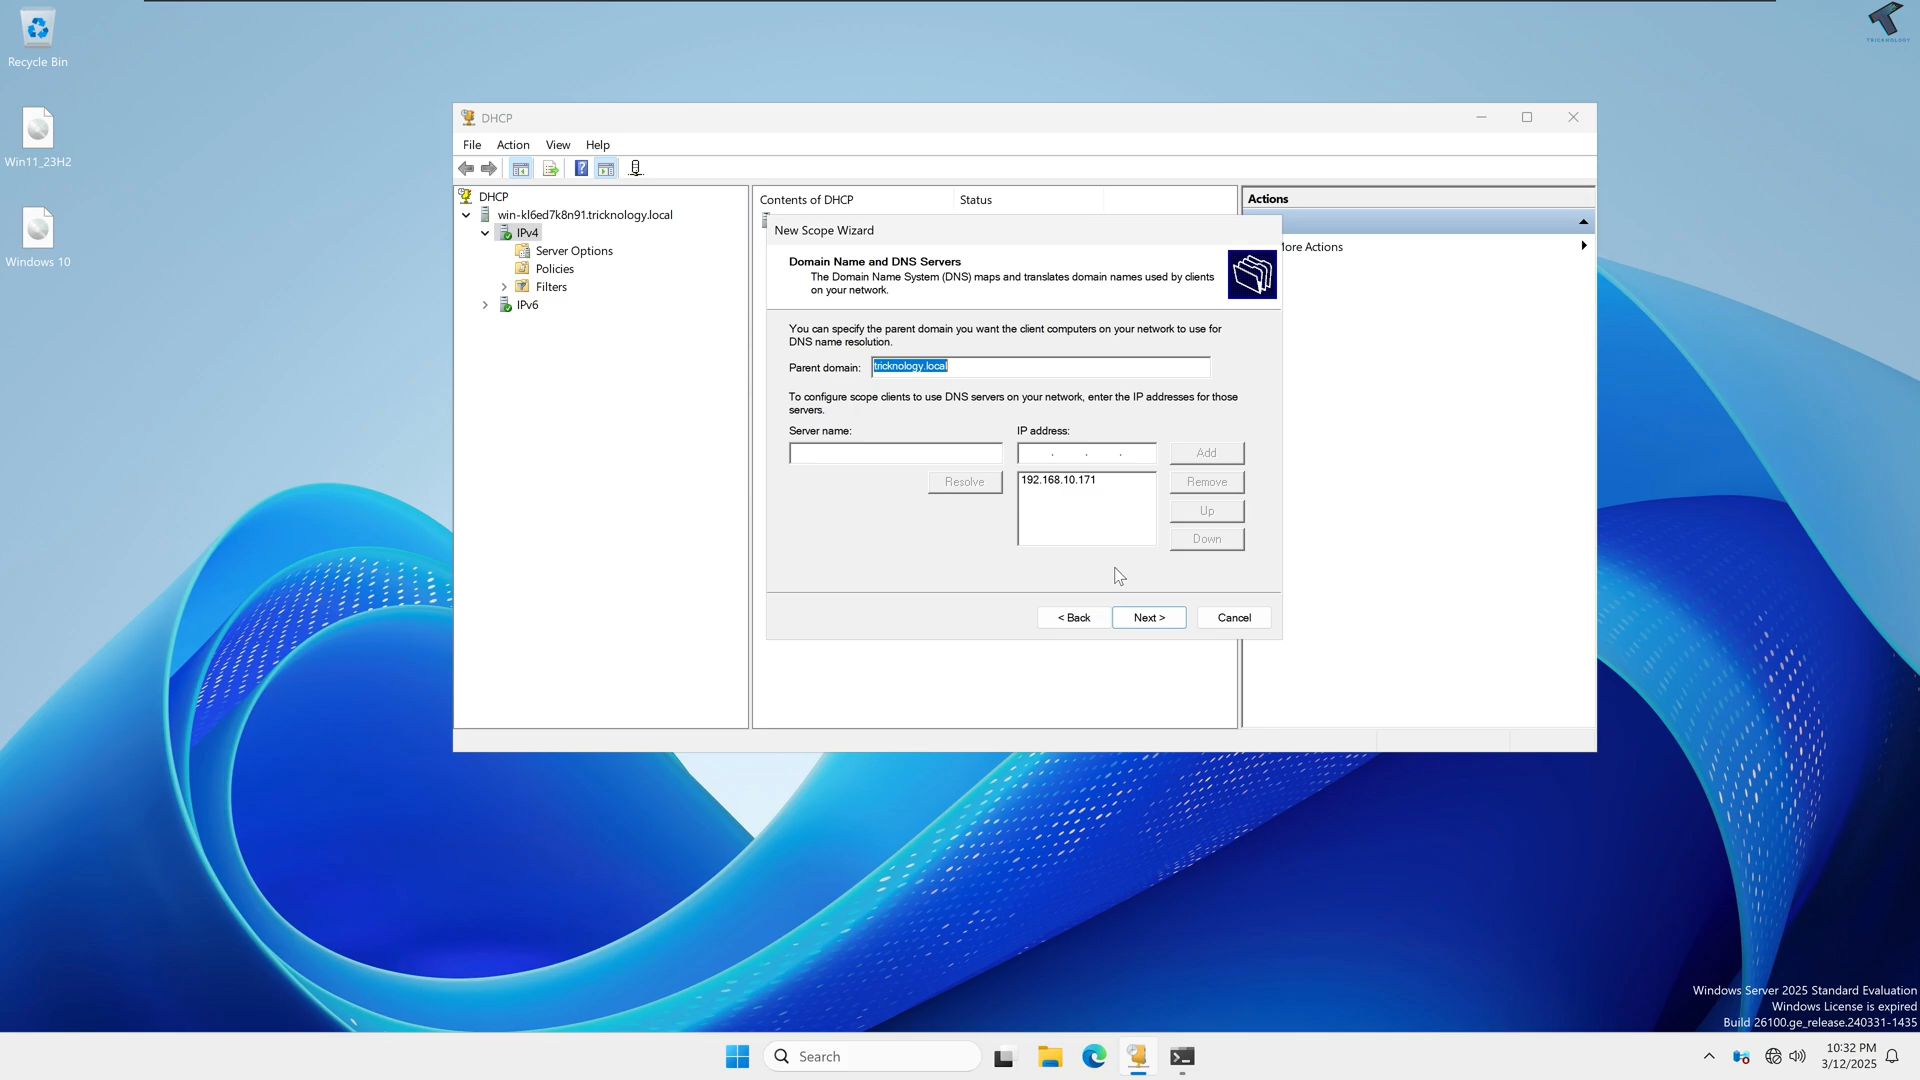 Recycle Bin
Win11_23H2
Windows 10
TRICKNOLOGY
DHCP
File Action View Help
DHCP
win-kl6ed7k8n91.tricknology.local
IPv4
Server Options
Policies
Filters
IPv6
Contents of DHCP Status
Actions
More Actions
New Scope Wizard
Domain Name and DNS Servers
The Domain Name System (DNS) maps and translates domain names used by clients
on your network.
You can specify the parent domain you want the client computers on your network to use for
DNS name resolution.
Parent domain: tricknology.local
To configure scope clients to use DNS servers on your network, enter the IP addresses for those
servers.
Server name: IP address:
. . . Add
Resolve 192.168.10.171 Remove
Up
Down
< Back Next > Cancel
Windows Server 2025 Standard Evaluation
Windows License is expired
Build 26100.ge_release.240331-1435
Search
10:32 PM
3/12/2025